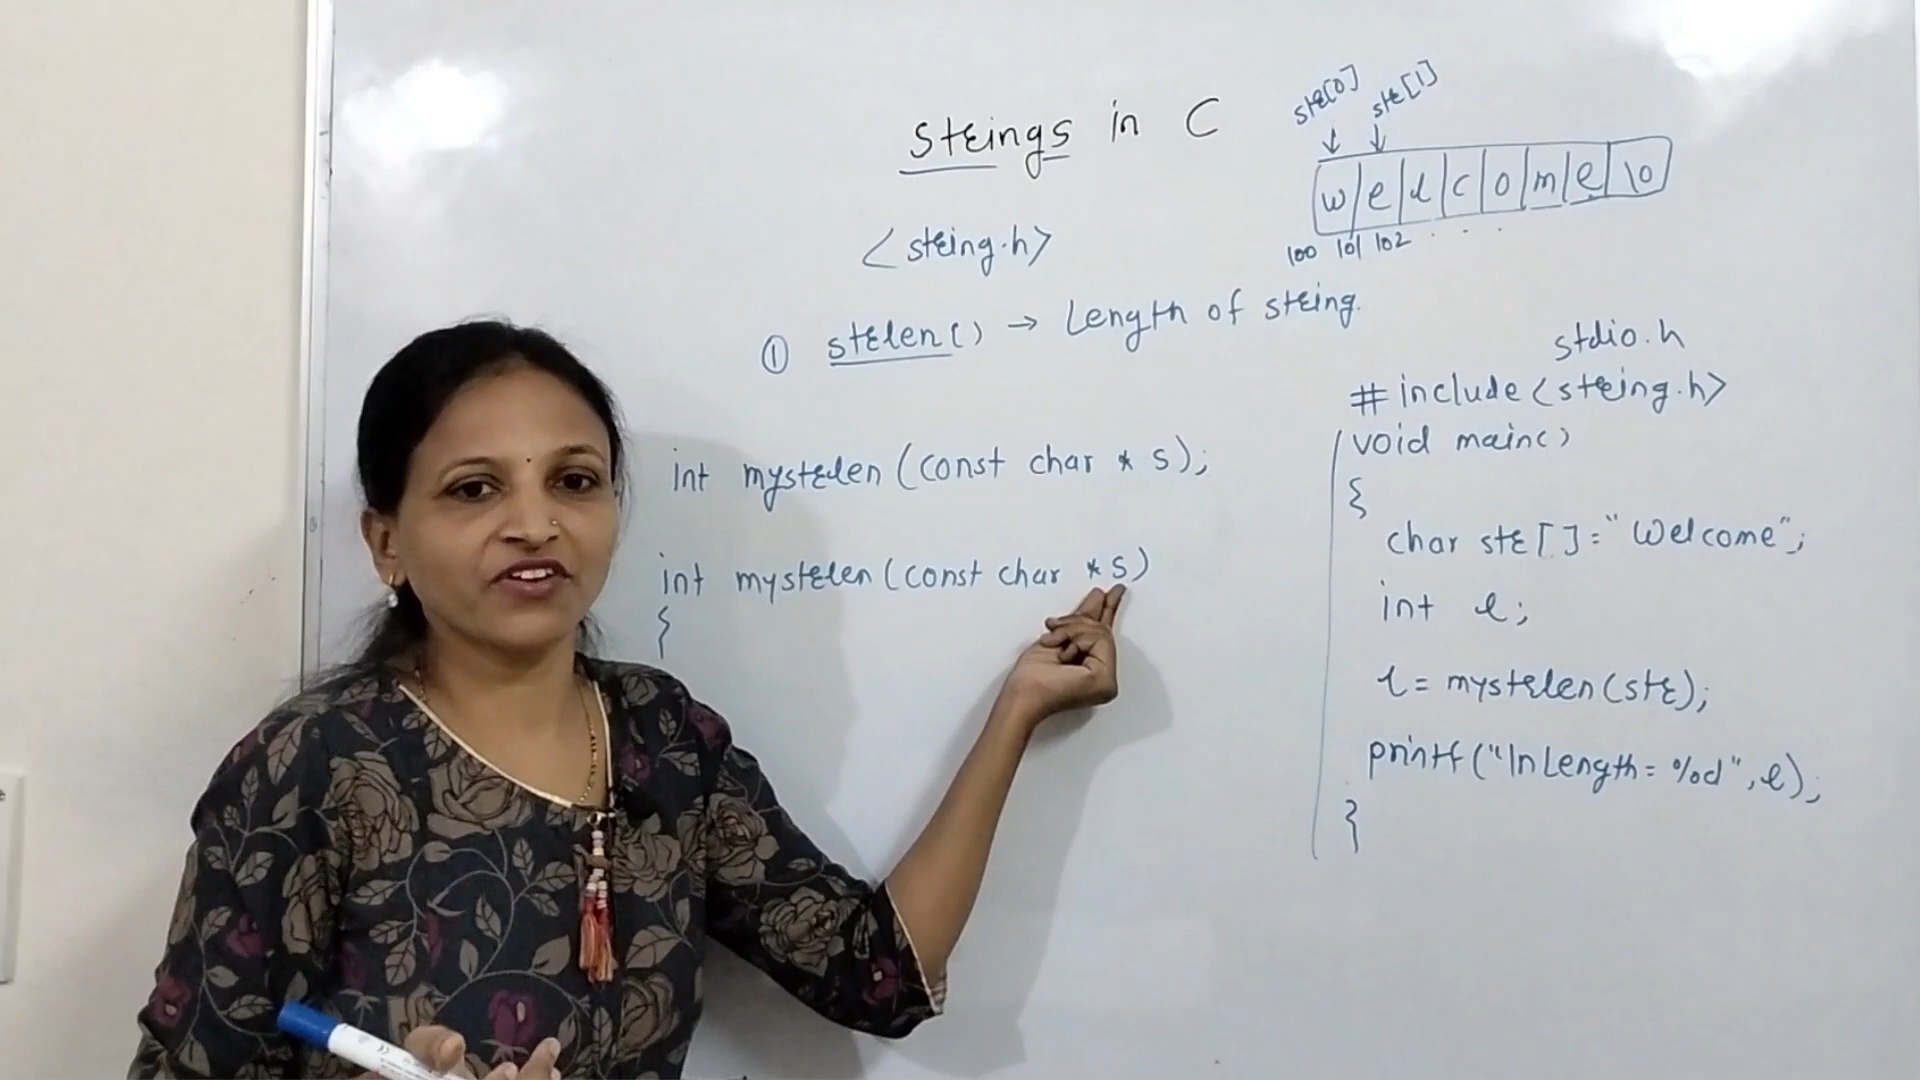 Strings in C
<string.h>
① strlen() → Length of string.
int mystrlen (const char * s);
int mystrlen (const char * s)
{
str[0] str[1]
w e l c o m e \0
100 101 102 . . .
stdio.h
#include <string.h>
void main()
{
char str[]="Welcome";
int l;
l= mystrlen(str);
printf("\nLength= %d", l);
}